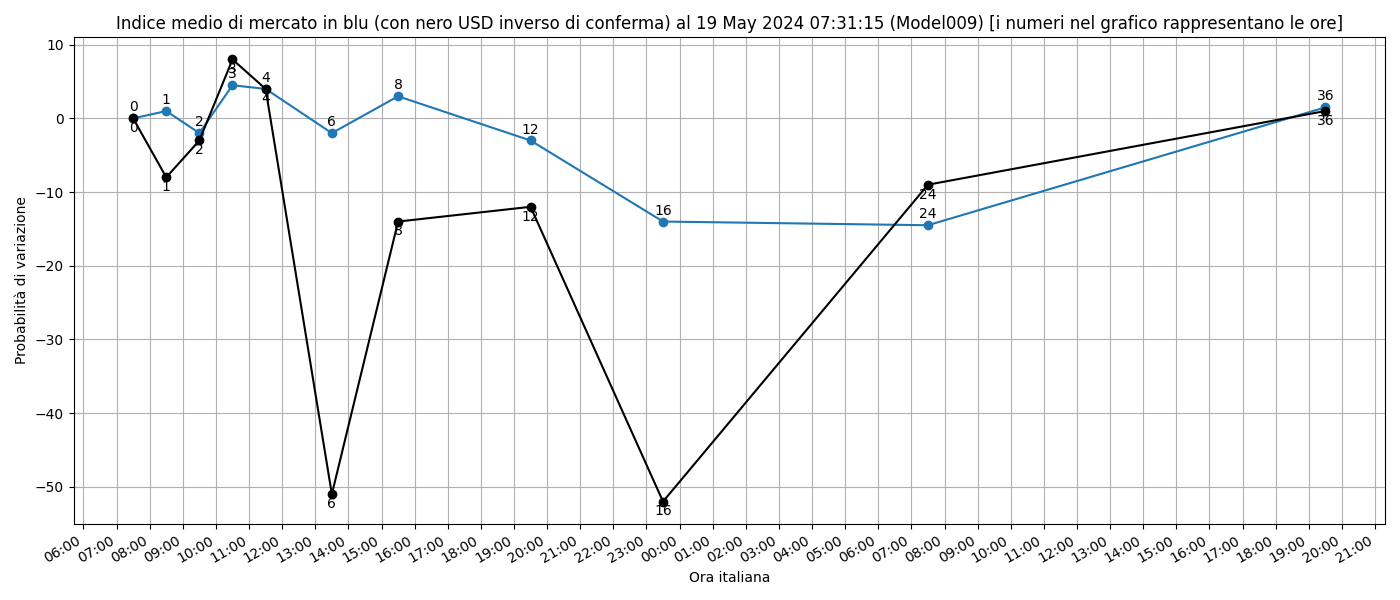 Indice medio di mercato in blu (con nero USD inverso di conferma) al 19 May 2024 07:31:15 (Model009) [i numeri nel grafico rappresentano le ore]
Probabilità di variazione
10
0
−10
−20
−30
−40
−50
0 1 2 3 4 6 8 12 16 24 36
0 1 2 3 4 6 8 12 16 24 36
06:00 07:00 08:00 09:00 10:00 11:00 12:00 13:00 14:00 15:00 16:00 17:00 18:00 19:00 20:00 21:00 22:00 23:00 00:00 01:00 02:00 03:00 04:00 05:00 06:00 07:00 08:00 09:00 10:00 11:00 12:00 13:00 14:00 15:00 16:00 17:00 18:00 19:00 20:00 21:00
Ora italiana